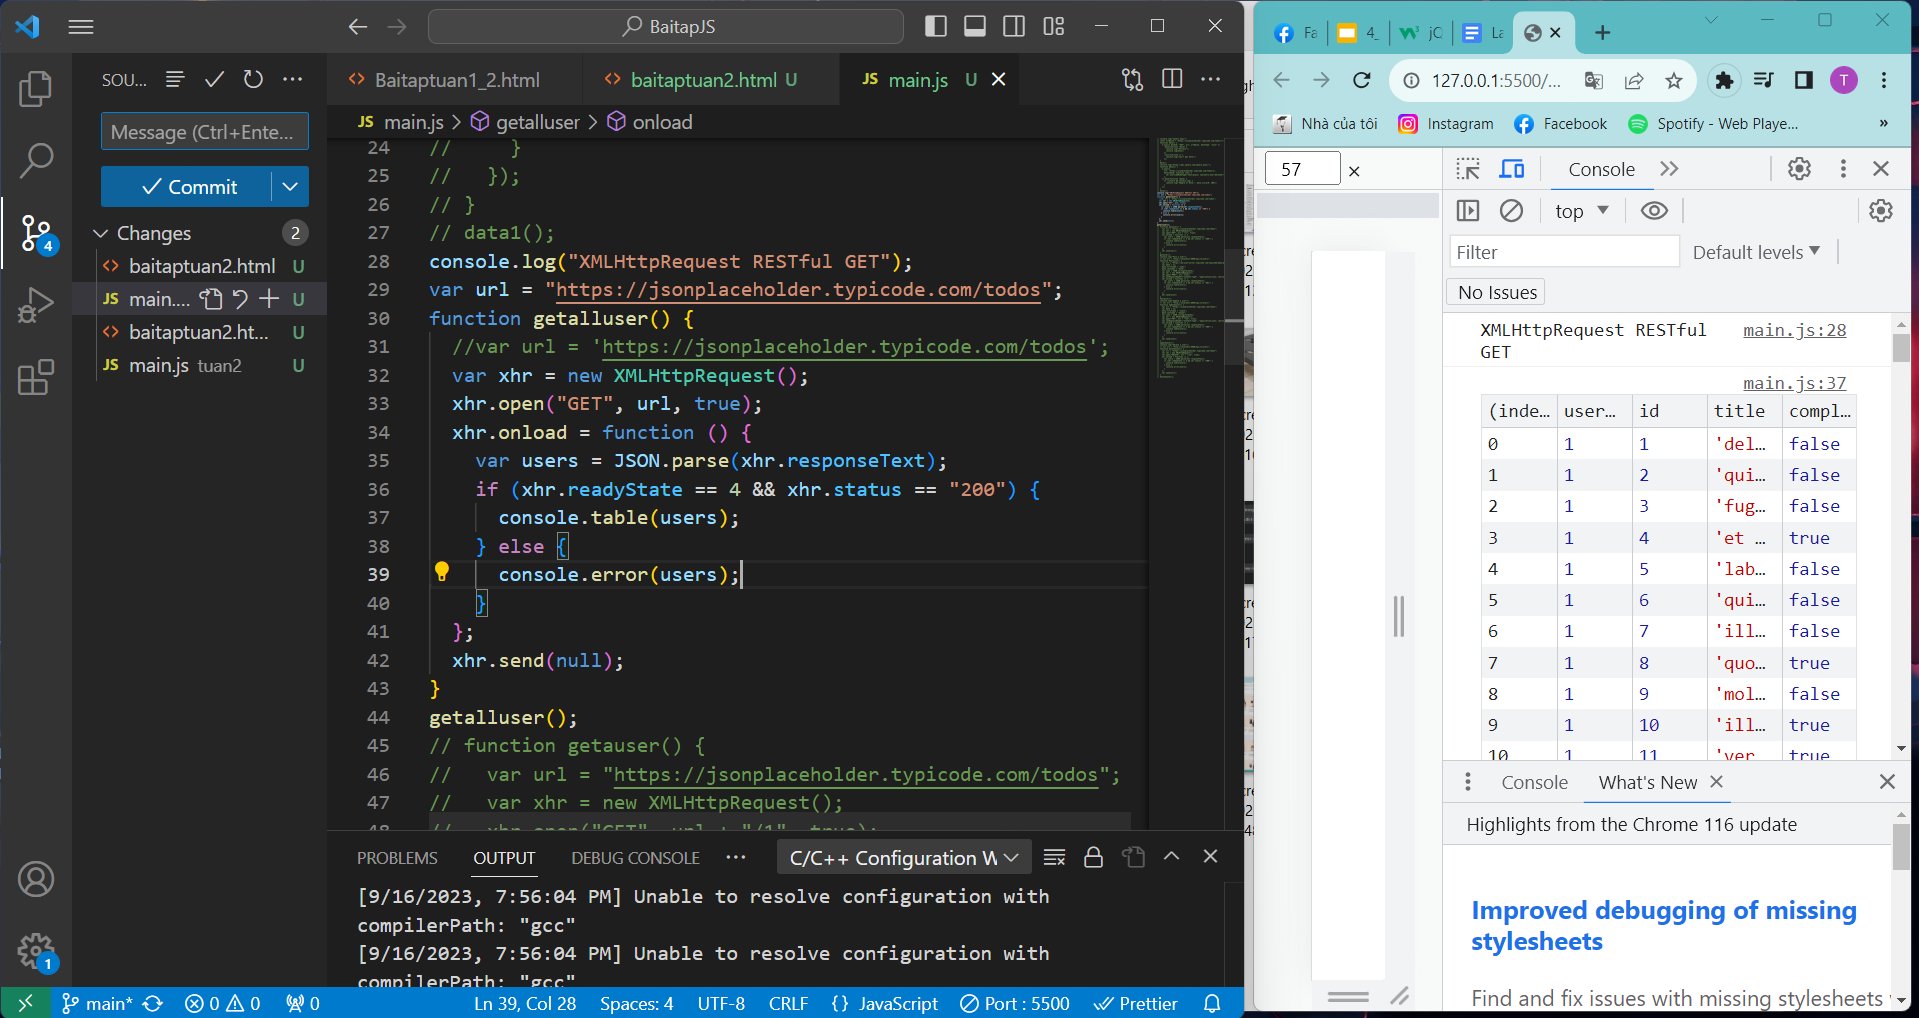 BaitapJS
SOU...
Message (Ctrl+Ente...
Commit
Changes 2
baitaptuan2.html U
JS main.... U
baitaptuan2.ht... U
JS main.js tuan2 U
4
1
Baitaptuan1_2.html
baitaptuan2.html U
JS main.js U
JS main.js > getalluser > onload
24 // }
25 // });
26 // }
27 // data1();
28 console.log("XMLHttpRequest RESTful GET");
29 var url = "https://jsonplaceholder.typicode.com/todos";
30 function getalluser() {
31 //var url = 'https://jsonplaceholder.typicode.com/todos';
32 var xhr = new XMLHttpRequest();
33 xhr.open("GET", url, true);
34 xhr.onload = function () {
35 var users = JSON.parse(xhr.responseText);
36 if (xhr.readyState == 4 && xhr.status == "200") {
37 console.table(users);
38 } else {
39 console.error(users);
40 }
41 };
42 xhr.send(null);
43 }
44 getalluser();
45 // function getauser() {
46 // var url = "https://jsonplaceholder.typicode.com/todos";
47 // var xhr = new XMLHttpRequest();
PROBLEMS OUTPUT DEBUG CONSOLE ... C/C++ Configuration W
[9/16/2023, 7:56:04 PM] Unable to resolve configuration with
compilerPath: "gcc"
[9/16/2023, 7:56:04 PM] Unable to resolve configuration with
compilerPath: "gcc"
main* 0 0 0 Ln 39, Col 28 Spaces: 4 UTF-8 CRLF {} JavaScript Port : 5500 Prettier
Fa 4_ jC La
127.0.0.1:5500/... T
Nhà của tôi Instagram Facebook Spotify - Web Playe... »
57 ×
Console
top
Filter Default levels
No Issues
XMLHttpRequest RESTful main.js:28
GET
main.js:37
(inde... user... id title compl...
0 1 1 'del... false
1 1 2 'qui... false
2 1 3 'fug... false
3 1 4 'et ... true
4 1 5 'lab... false
5 1 6 'qui... false
6 1 7 'ill... false
7 1 8 'quo... true
8 1 9 'mol... false
9 1 10 'ill... true
10 1 11 'ver... true
Console What's New
Highlights from the Chrome 116 update
Improved debugging of missing
stylesheets
Find and fix issues with missing stylesheets